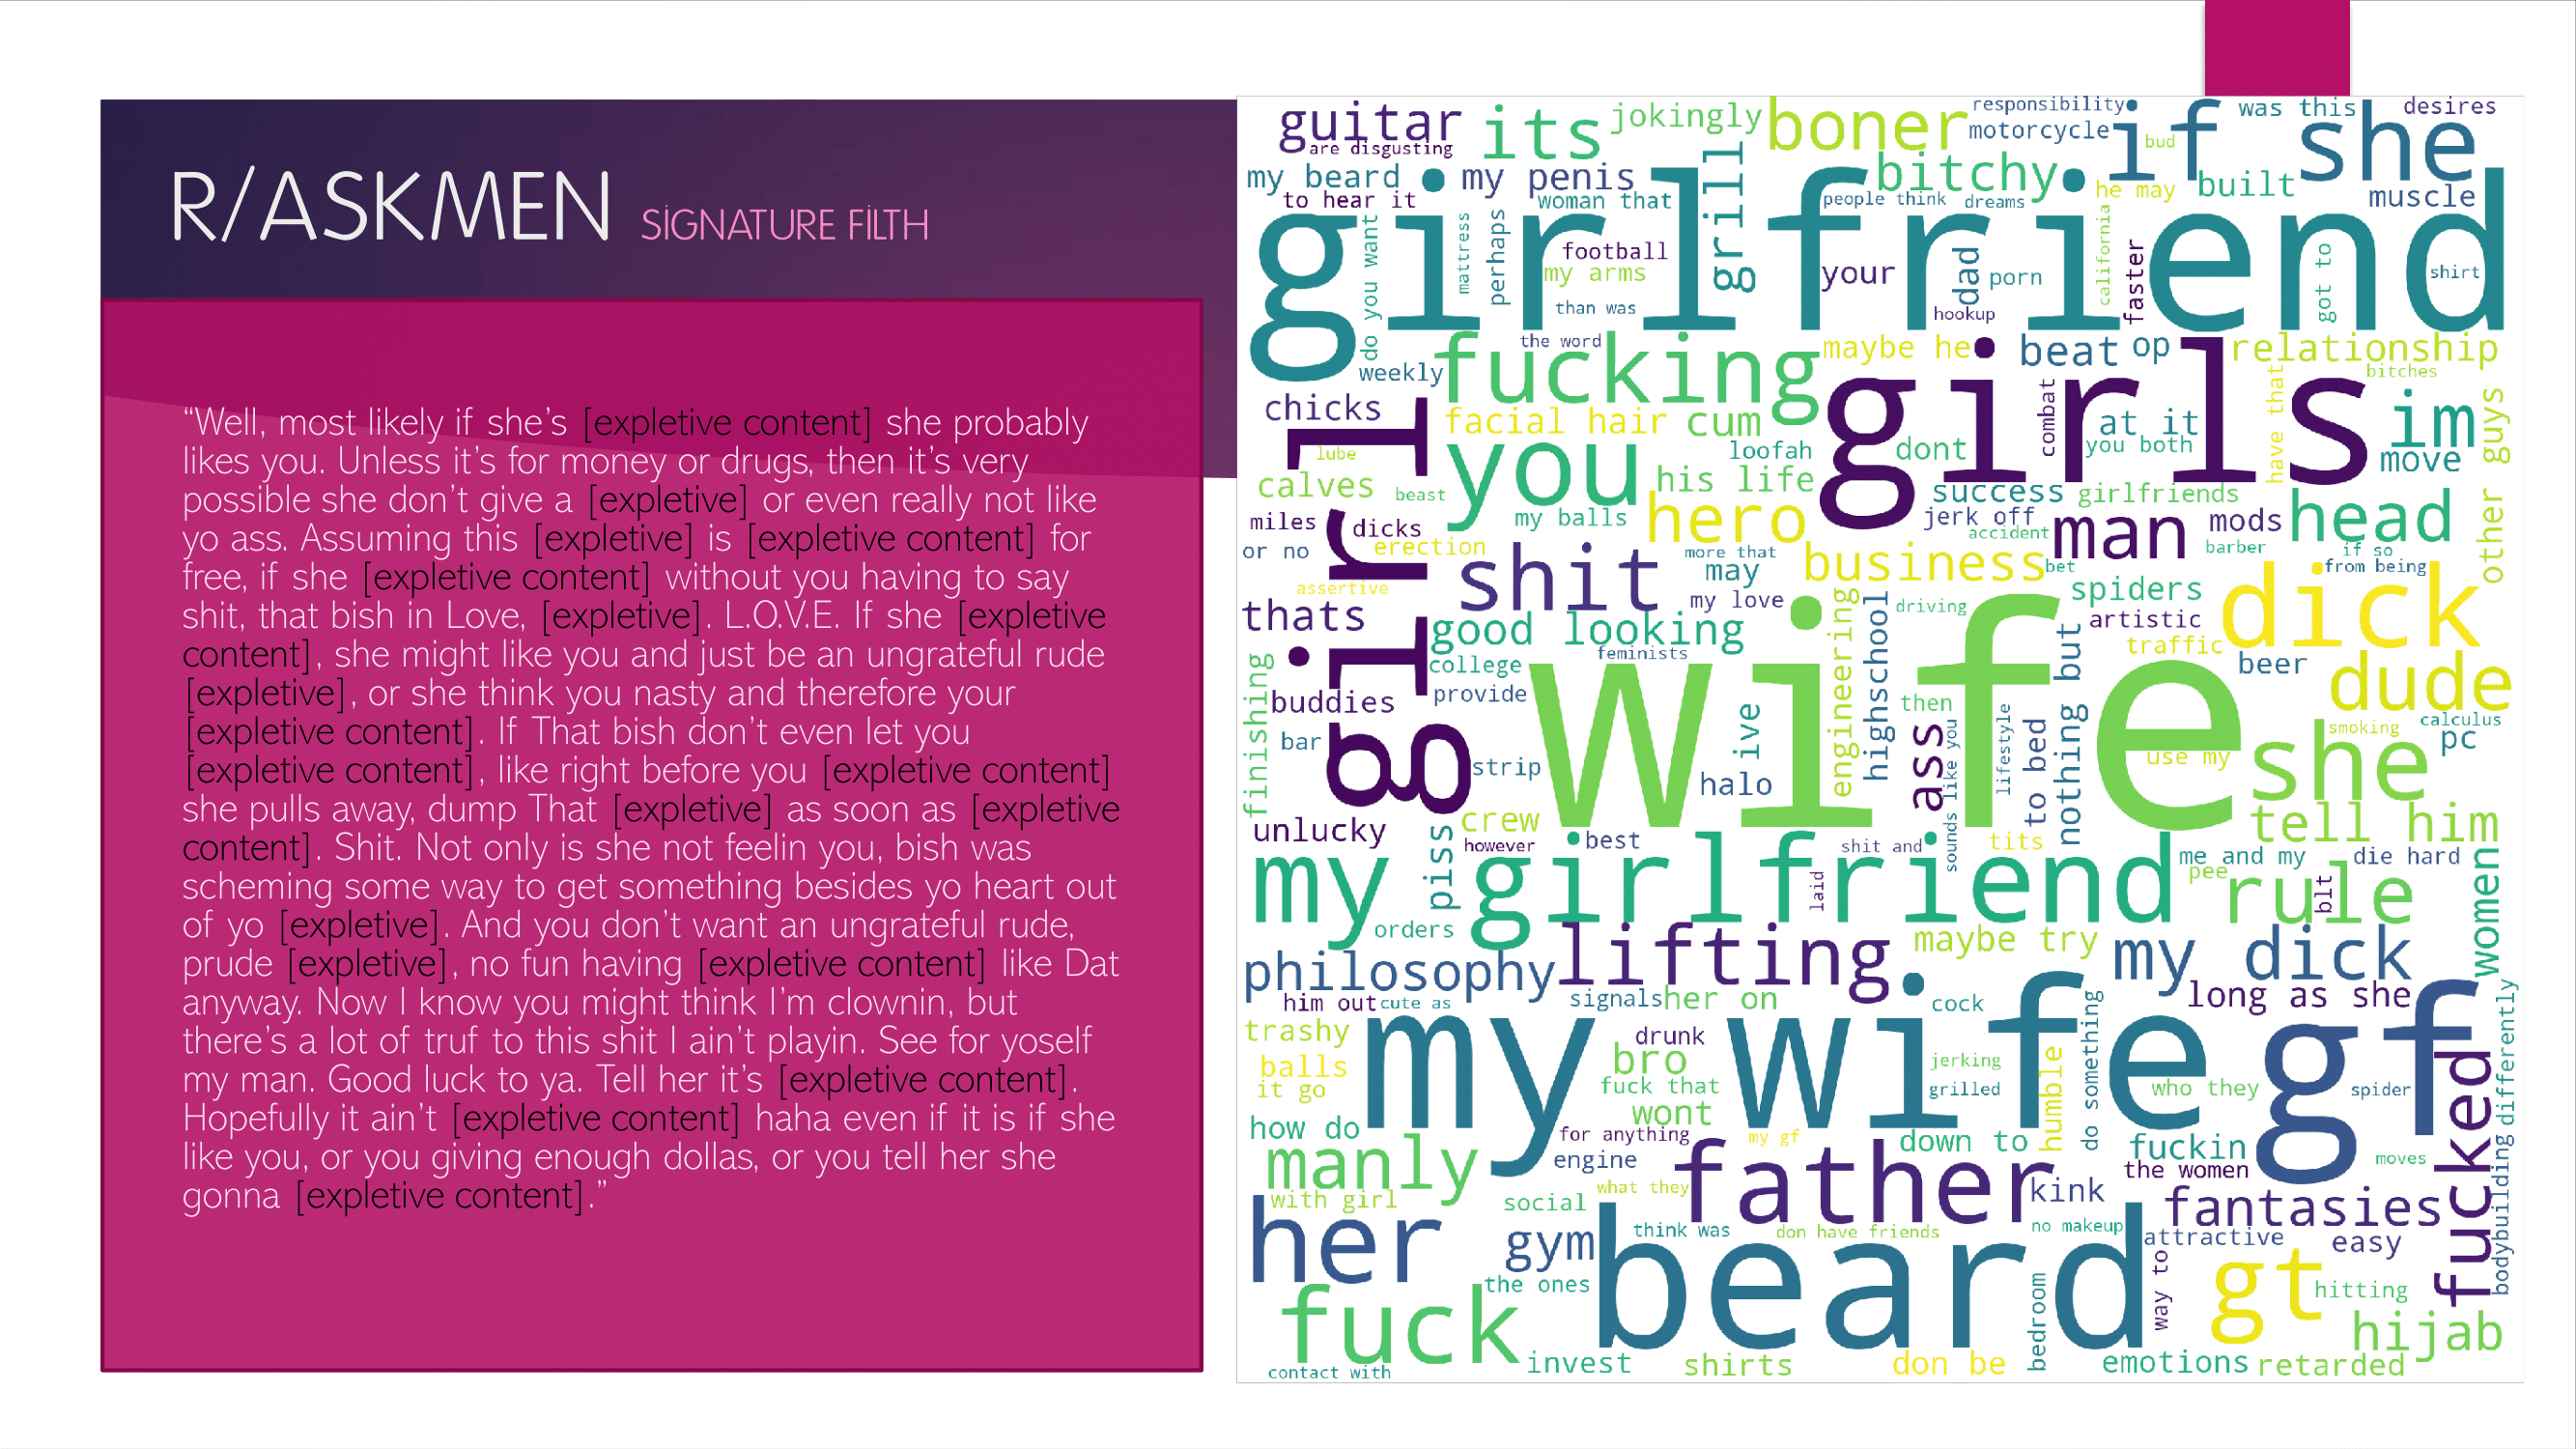 R/ASKMEN SIGNATURE FILTH
“Well, most likely if she’s [expletive content] she probably
likes you. Unless it’s for money or drugs, then it’s very
possible she don’t give a [expletive] or even really not like
yo ass. Assuming this [expletive] is [expletive content] for
free, if she [expletive content] without you having to say
shit, that bish in Love, [expletive]. L.O.V.E. If she [expletive
content], she might like you and just be an ungrateful rude
[expletive], or she think you nasty and therefore your
[expletive content]. If That bish don’t even let you
[expletive content], like right before you [expletive content]
she pulls away, dump That [expletive] as soon as [expletive
content]. Shit. Not only is she not feelin you, bish was
scheming some way to get something besides yo heart out
of yo [expletive]. And you don’t want an ungrateful rude,
prude [expletive], no fun having [expletive content] like Dat
anyway. Now I know you might think I’m clownin, but
there’s a lot of truf to this shit I ain’t playin. See for yoself
my man. Good luck to ya. Tell her it’s [expletive content].
Hopefully it ain’t [expletive content] haha even if it is if she
like you, or you giving enough dollas, or you tell her she
gonna [expletive content].”
guitar
are disgusting
its
jokingly
boner
responsibility
motorcycle
if she
bud
was this
desires
my beard
to hear it
my penis
woman that
grill
bitchy
people think
dreams
he may
built
muscle
girlfriend
do you want
mattress
perhaps
football
my arms
than was
your
dad
porn
hookup
california
faster
got to
shirt
weekly
the word
fucking
maybe he
beat
op
relationship
bitches
chicks
facial hair
cum
girls
combat
at it
you both
have that
im
move
other guys
girl
lube
calves
beast
you
loofah
his life
dont
success
girlfriends
miles
dicks
my balls
hero
jerk off
accident
man
mods
head
or no
erection
shit
more that
may
business
bet
barber
if so
from being
assertive
thats
my love
good looking
engineering
highschool
driving
spiders
artistic
dick
finishing
college
feminists
wife
nothing but
traffic
beer
dude
buddies
provide
ive
then
ass
sounds like you
lifestyle
to bed
smoking
calculus
pc
bar
strip
halo
use my
she
unlucky
piss
crew
however
best
shit and
tits
tell him
my girlfriend
laid
me and my
pee
die hard
rule
blt
women
orders
philosophy
lifting
maybe try
my dick
him out
cute as
signals
her on
cock
long as she
trashy
my wife
drunk
bro
jerking
do something
gf
differently
balls
it go
fuck that
grilled
humble
who they
spider
fucked
wont
how do
for anything
my gf
down to
fuckin
manly
engine
father
the women
moves
with girl
social
what they
kink
fantasies
bodybuilding
her
gym
think was
don have friends
no makeup
attractive
easy
beard
way to
gt
hitting
fuck
the ones
bedroom
hijab
contact with
invest
shirts
don be
emotions
retarded